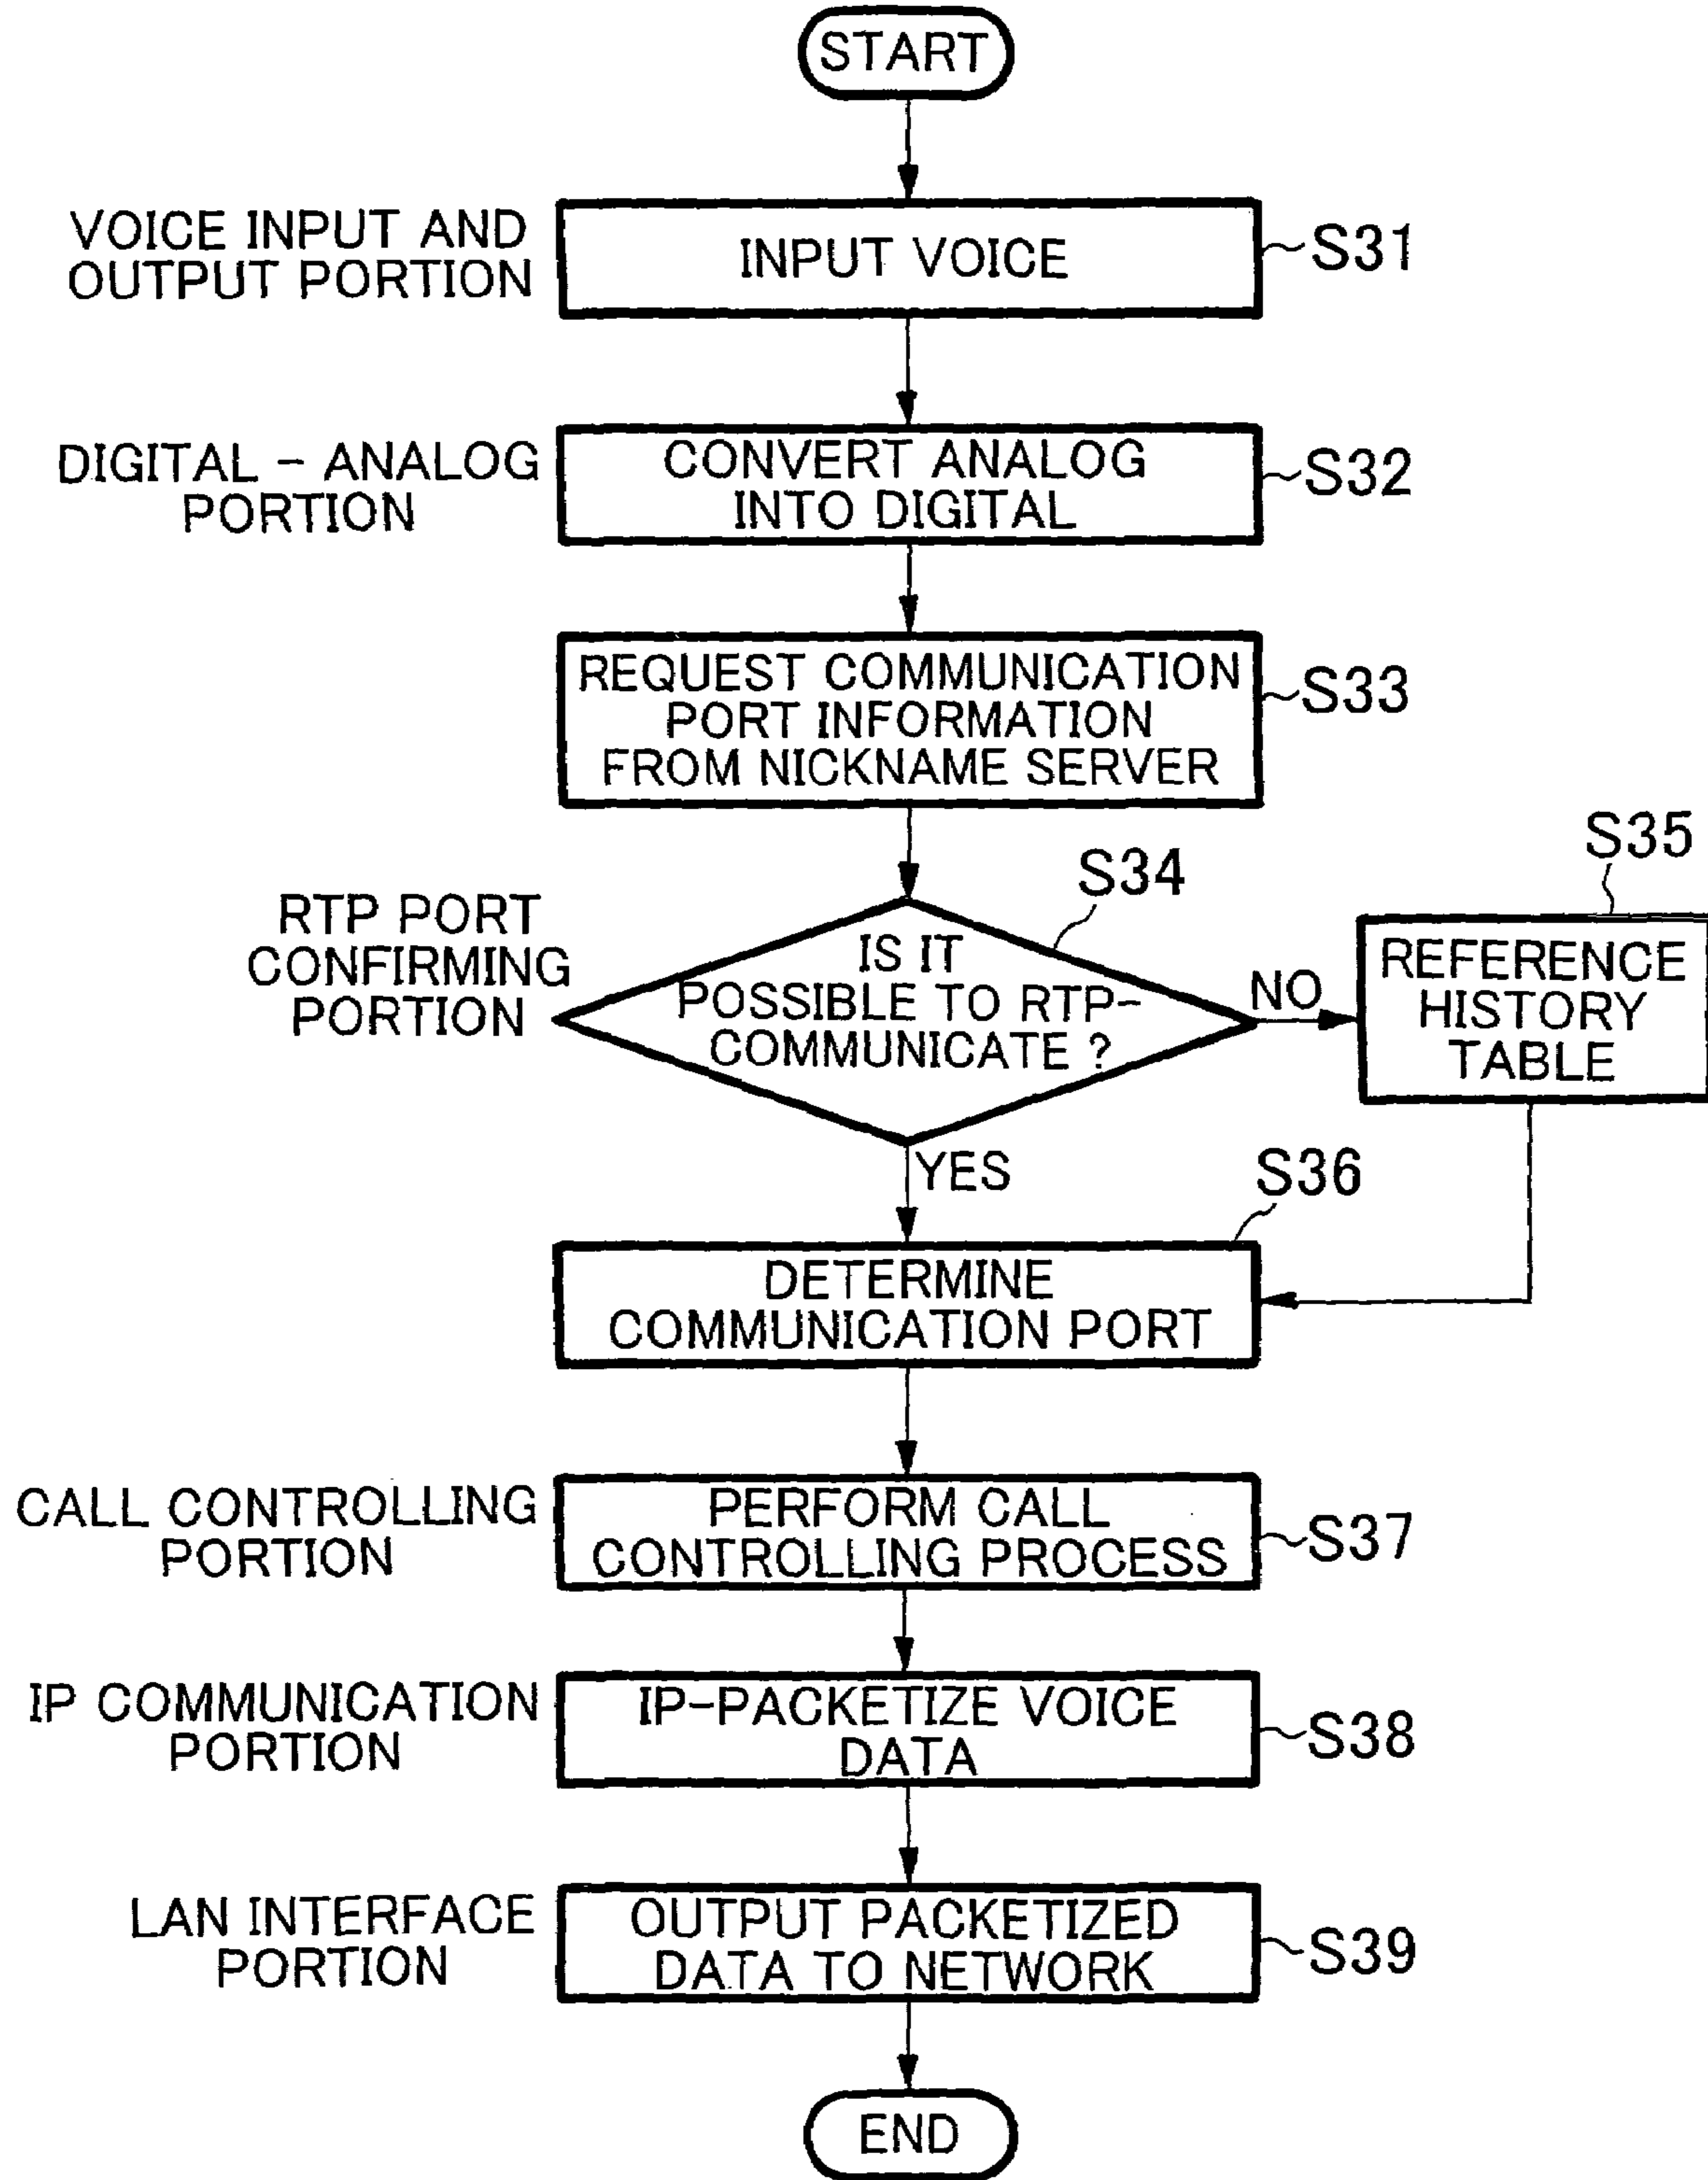 START
VOICE INPUT AND
OUTPUT PORTION
INPUT VOICE
S31
DIGITAL - ANALOG
PORTION
CONVERT ANALOG
INTO DIGITAL
S32
REQUEST COMMUNICATION
PORT INFORMATION
FROM NICKNAME SERVER
S33
RTP PORT
CONFIRMING
PORTION
IS IT
POSSIBLE TO RTP-
COMMUNICATE ?
S34
NO
S35
REFERENCE
HISTORY
TABLE
YES
S36
DETERMINE
COMMUNICATION PORT
CALL CONTROLLING
PORTION
PERFORM CALL
CONTROLLING PROCESS
S37
IP COMMUNICATION
PORTION
IP-PACKETIZE VOICE
DATA
S38
LAN INTERFACE
PORTION
OUTPUT PACKETIZED
DATA TO NETWORK
S39
END